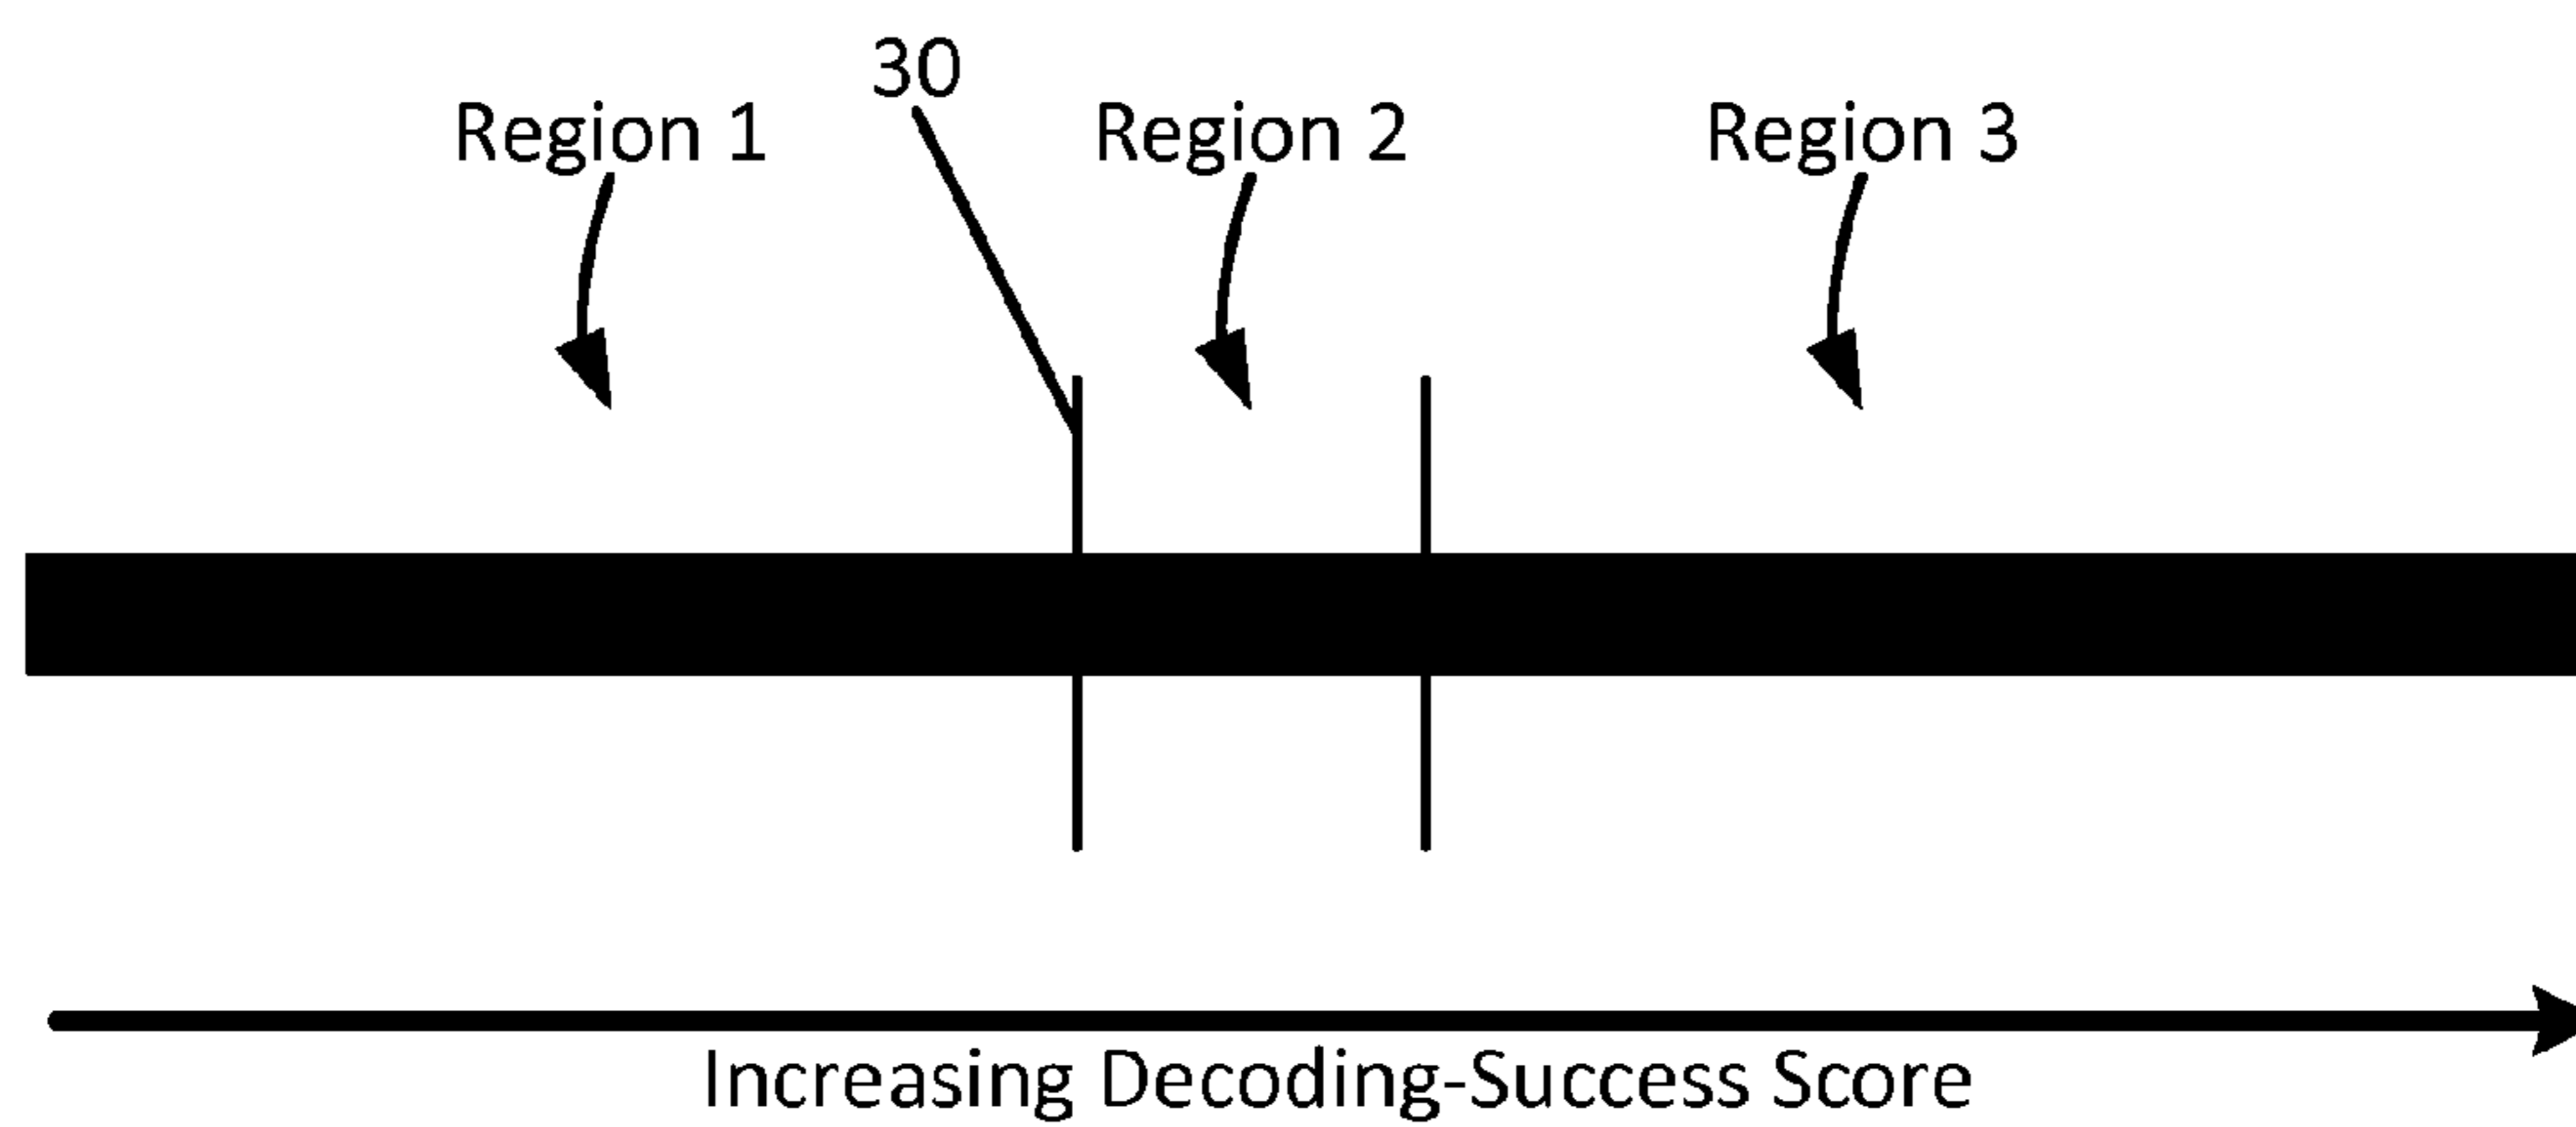 30
Region 1
Region 2
Region 3
Increasing Decoding-Success Score